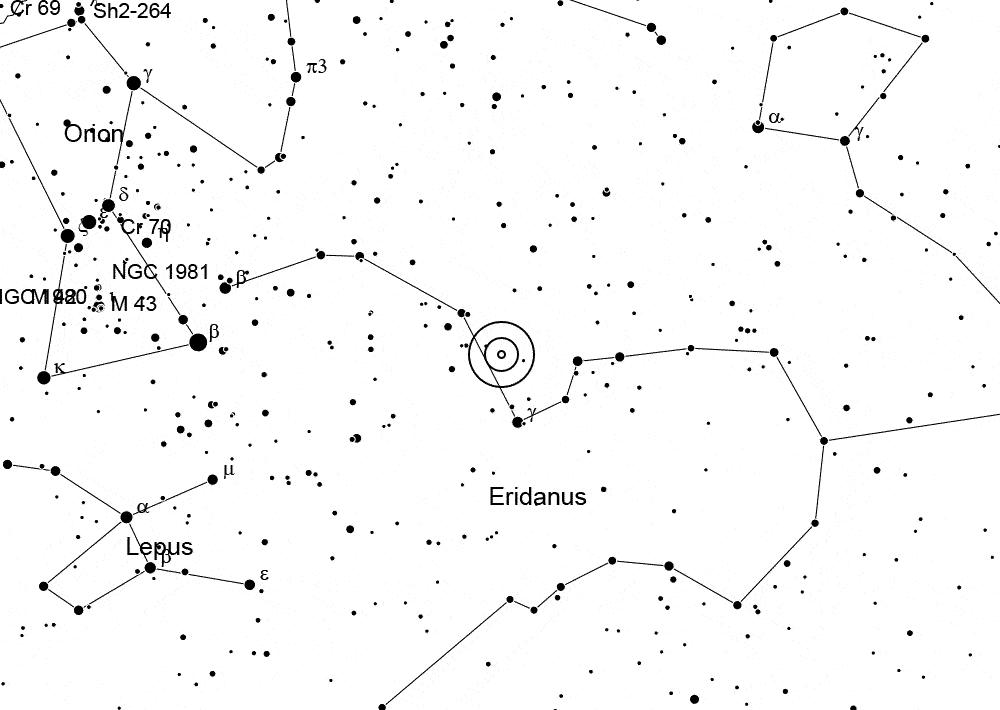 Cr 69
Sh2-264
γ
π3
α
γ
Orion
δ
ε
ζ
Cr 70
η
NGC 1981
β
M 43
β
κ
γ
μ
Eridanus
α
Lepus
β
ε